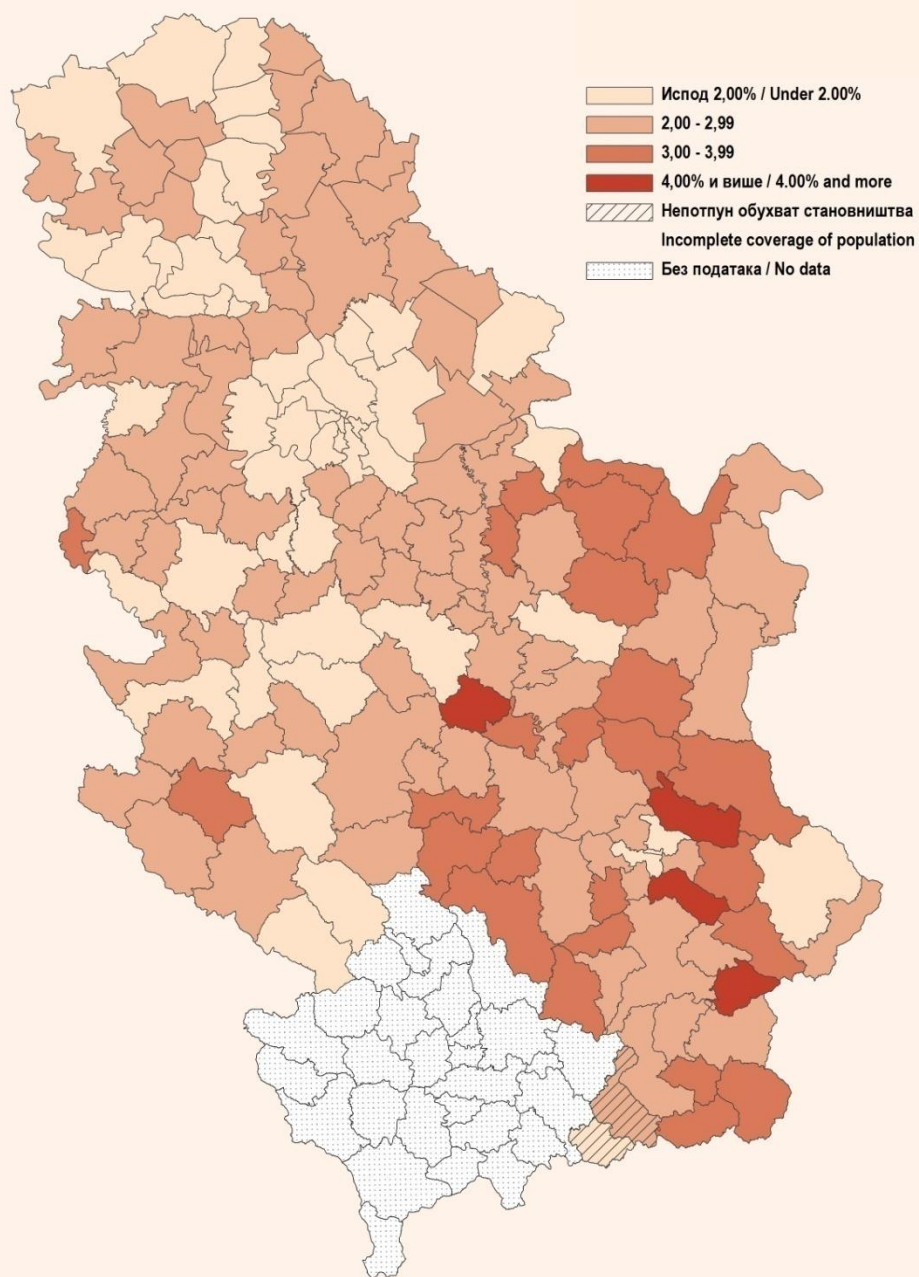 Испод 2,00% / Under 2.00%
2,00 - 2,99
3,00 - 3,99
4,00% и више / 4.00% and more
Непотпун обухват становништва
Incomplete coverage of population
Без података / No data